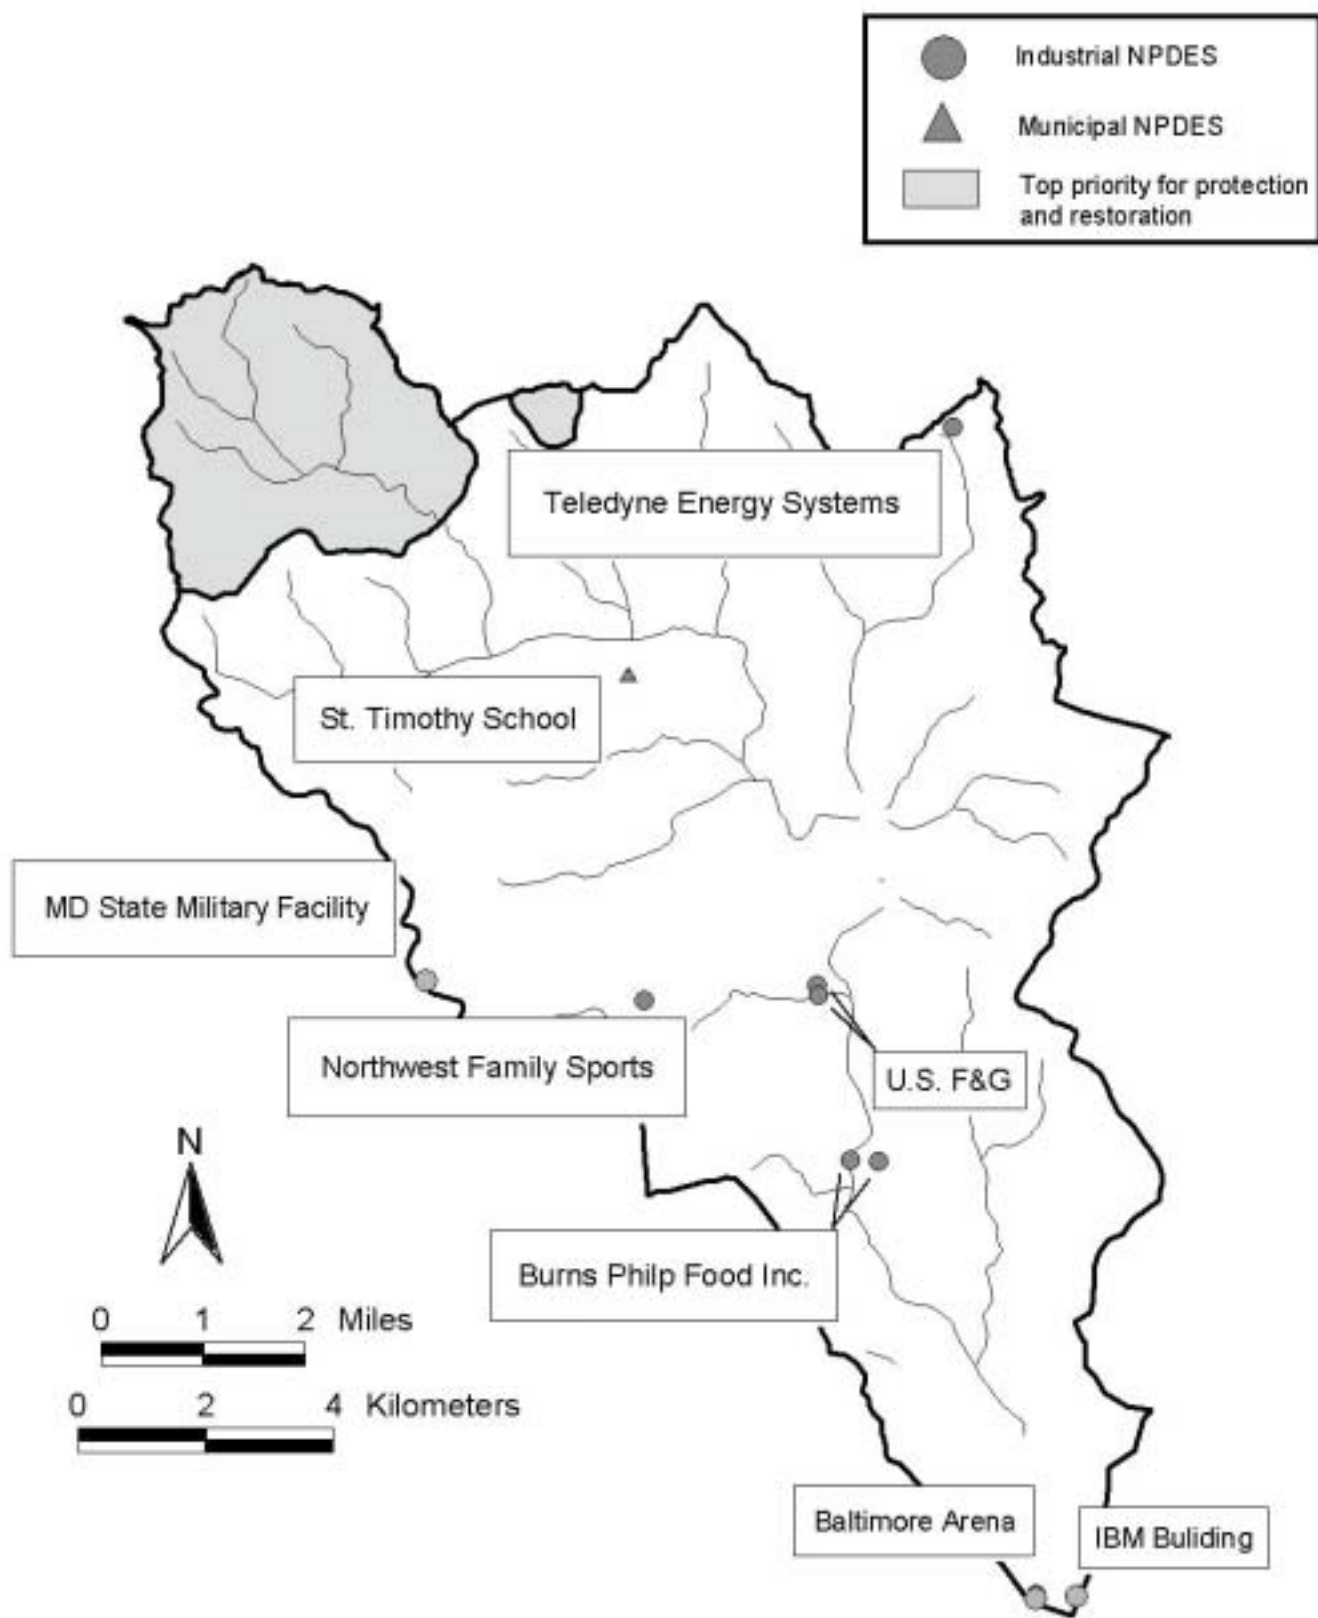 Industrial NPDES
Municipal NPDES
Top priority for protection
and restoration
Teledyne Energy Systems
St. Timothy School
MD State Military Facility
Northwest Family Sports
U.S. F&G
N
Burns Philp Food Inc.
0 1 2 Miles
0 2 4 Kilometers
Baltimore Arena
IBM Buliding